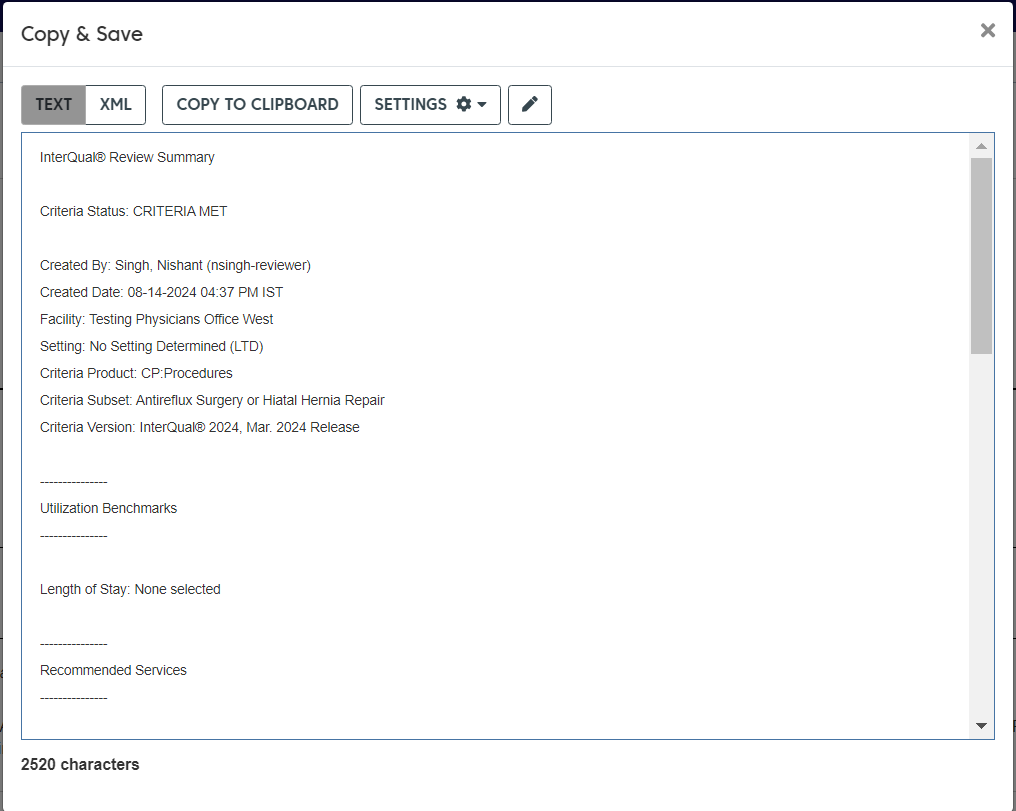 Copy & Save
×
TEXT XML COPY TO CLIPBOARD SETTINGS
InterQual® Review Summary
Criteria Status: CRITERIA MET
Created By: Singh, Nishant (nsingh-reviewer)
Created Date: 08-14-2024 04:37 PM IST
Facility: Testing Physicians Office West
Setting: No Setting Determined (LTD)
Criteria Product: CP:Procedures
Criteria Subset: Antireflux Surgery or Hiatal Hernia Repair
Criteria Version: InterQual® 2024, Mar. 2024 Release
---------------
Utilization Benchmarks
---------------
Length of Stay: None selected
---------------
Recommended Services
---------------
2520 characters